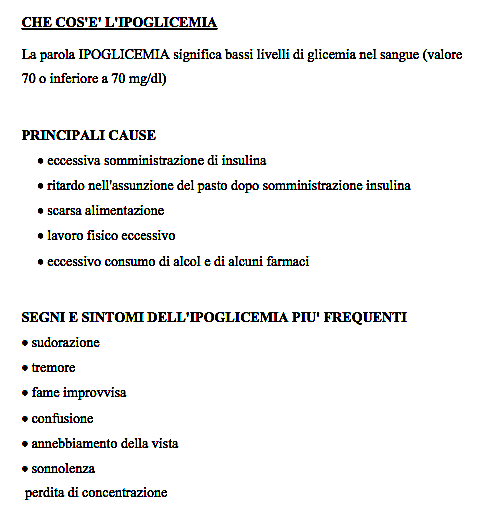 CHE COS'E' L'IPOGLICEMIA
La parola IPOGLICEMIA significa bassi livelli di glicemia nel sangue (valore
70 o inferiore a 70 mg/dl)
PRINCIPALI CAUSE
• eccessiva somministrazione di insulina
• ritardo nell'assunzione del pasto dopo somministrazione insulina
• scarsa alimentazione
• lavoro fisico eccessivo
• eccessivo consumo di alcol e di alcuni farmaci
SEGNI E SINTOMI DELL'IPOGLICEMIA PIU' FREQUENTI
• sudorazione
• tremore
• fame improvvisa
• confusione
• annebbiamento della vista
• sonnolenza
perdita di concentrazione